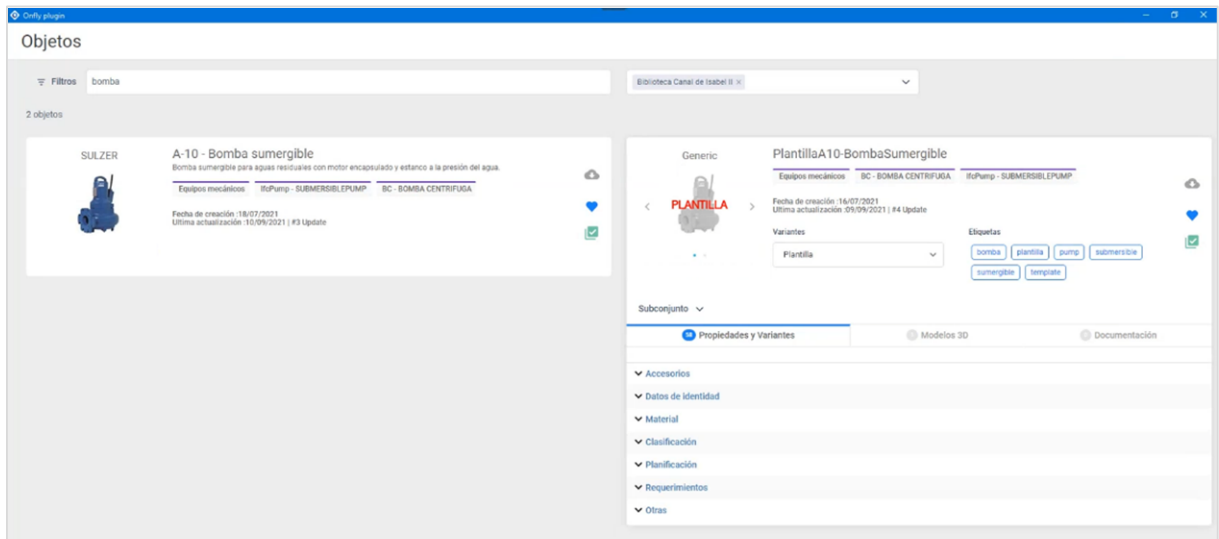 Onfly plugin
Objetos
Filtros
bomba
Biblioteca Canal de Isabel II ×
2 objetos
SULZER
A-10 - Bomba sumergible
Bomba sumergible para aguas residuales con motor encapsulado y estanco a la presión del agua.
Equipos mecánicos IfcPump - SUBMERSIBLEPUMP BC - BOMBA CENTRIFUGA
Fecha de creación :18/07/2021
Ultima actualización :10/09/2021 | #3 Update
Generic
PLANTILLA
PlantillaA10-BombaSumergible
Equipos mecánicos BC - BOMBA CENTRIFUGA IfcPump - SUBMERSIBLEPUMP
Fecha de creación :16/07/2021
Ultima actualización :09/09/2021 | #4 Update
Variantes
Plantilla
Etiquetas
bomba plantilla pump submersible
sumergible template
Subconjunto
58 Propiedades y Variantes
Modelos 3D
Documentación
Accesorios
Datos de identidad
Material
Clasificación
Planificación
Requerimientos
Otras